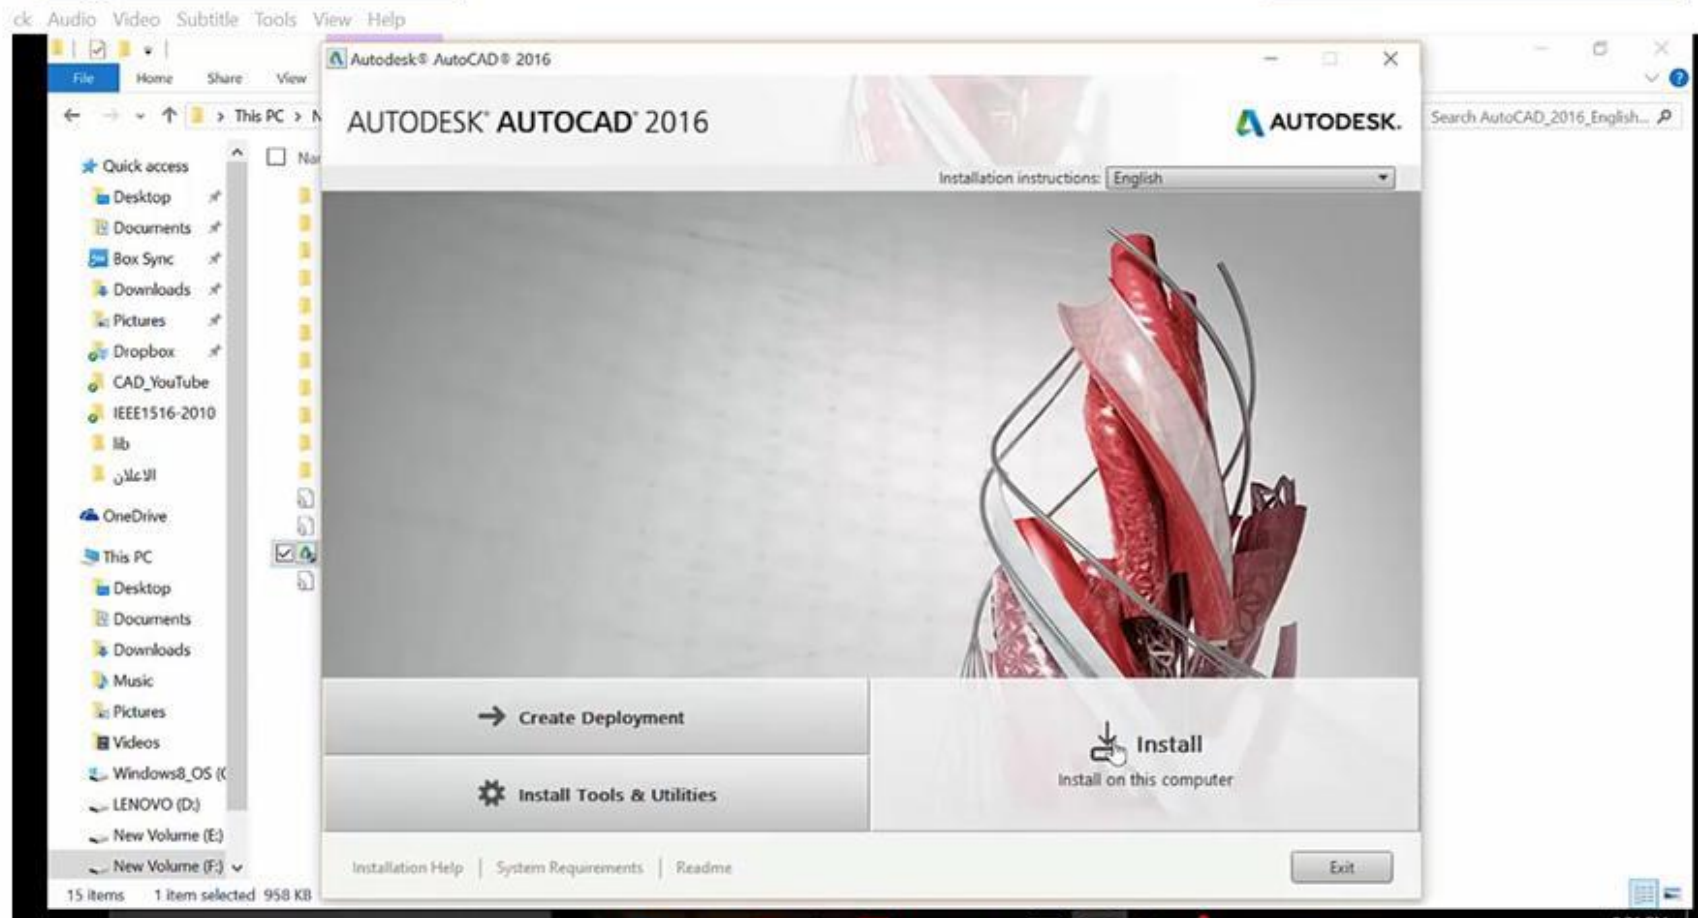 ck Audio Video Subtitle Tools View Help
Autodesk® AutoCAD® 2016
File Home Share View
This PC > N
Search AutoCAD_2016_English...
AUTODESK® AUTOCAD® 2016
AUTODESK.
Installation instructions: English
Nar
Quick access
Desktop
Documents
Box Sync
Downloads
Pictures
Dropbox
CAD_YouTube
IEEE1516-2010
lib
الاعلان
OneDrive
This PC
Desktop
Documents
Downloads
Music
Pictures
Videos
Windows8_OS (C
LENOVO (D:)
New Volume (E:)
New Volume (F:)
Create Deployment
Install Tools & Utilities
Install
Install on this computer
Installation Help | System Requirements | Readme
Exit
15 items 1 item selected 958 KB